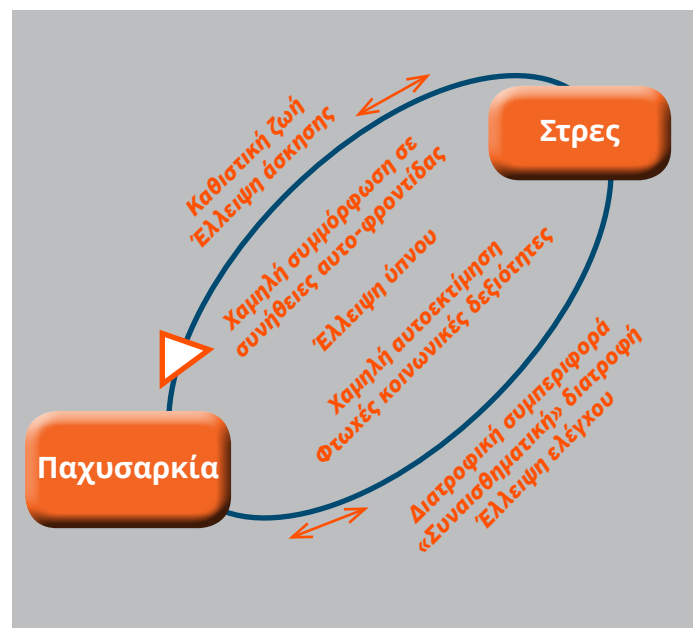 Στρες
Καθιστική ζωή
Έλλειψη άσκησης
Χαμηλή συμμόρφωση σε
συνήθειες αυτο-φροντίδας
Έλλειψη ύπνου
Χαμηλή αυτοεκτίμηση
Φτωχές κοινωνικές δεξιότητες
Διατροφική συμπεριφορά
«Συναισθηματική» διατροφή
Έλλειψη ελέγχου
Παχυσαρκία